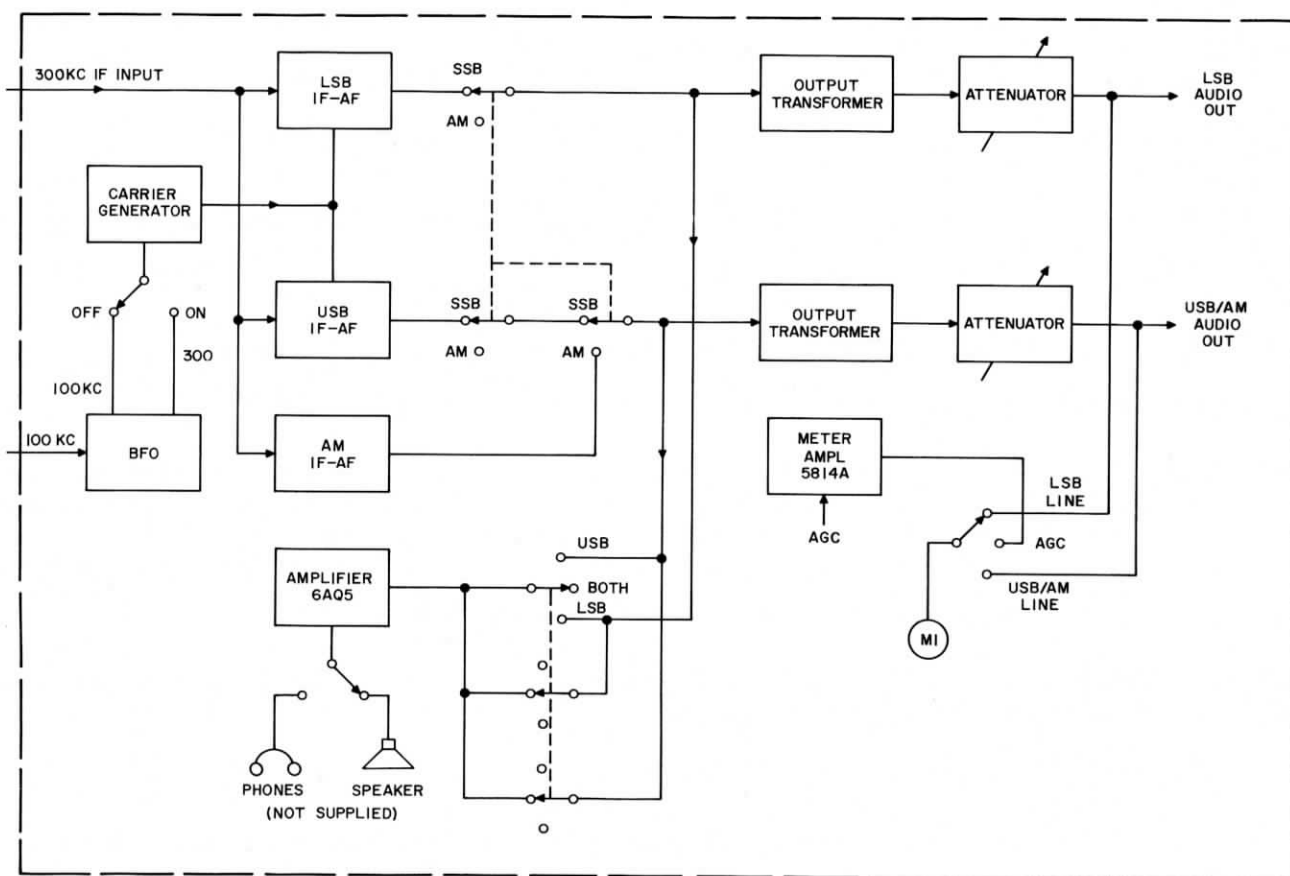 300KC IF INPUT
LSB
IF-AF
SSB
AM
OUTPUT
TRANSFORMER
ATTENUATOR
LSB
AUDIO
OUT
CARRIER
GENERATOR
OFF
ON
300
100KC
100 KC
BFO
USB
IF-AF
SSB
AM
SSB
AM
OUTPUT
TRANSFORMER
ATTENUATOR
USB/AM
AUDIO
OUT
AM
IF-AF
METER
AMPL
5814A
AGC
LSB
LINE
AGC
USB/AM
LINE
M1
AMPLIFIER
6AQ5
USB
BOTH
LSB
PHONES
SPEAKER
(NOT SUPPLIED)